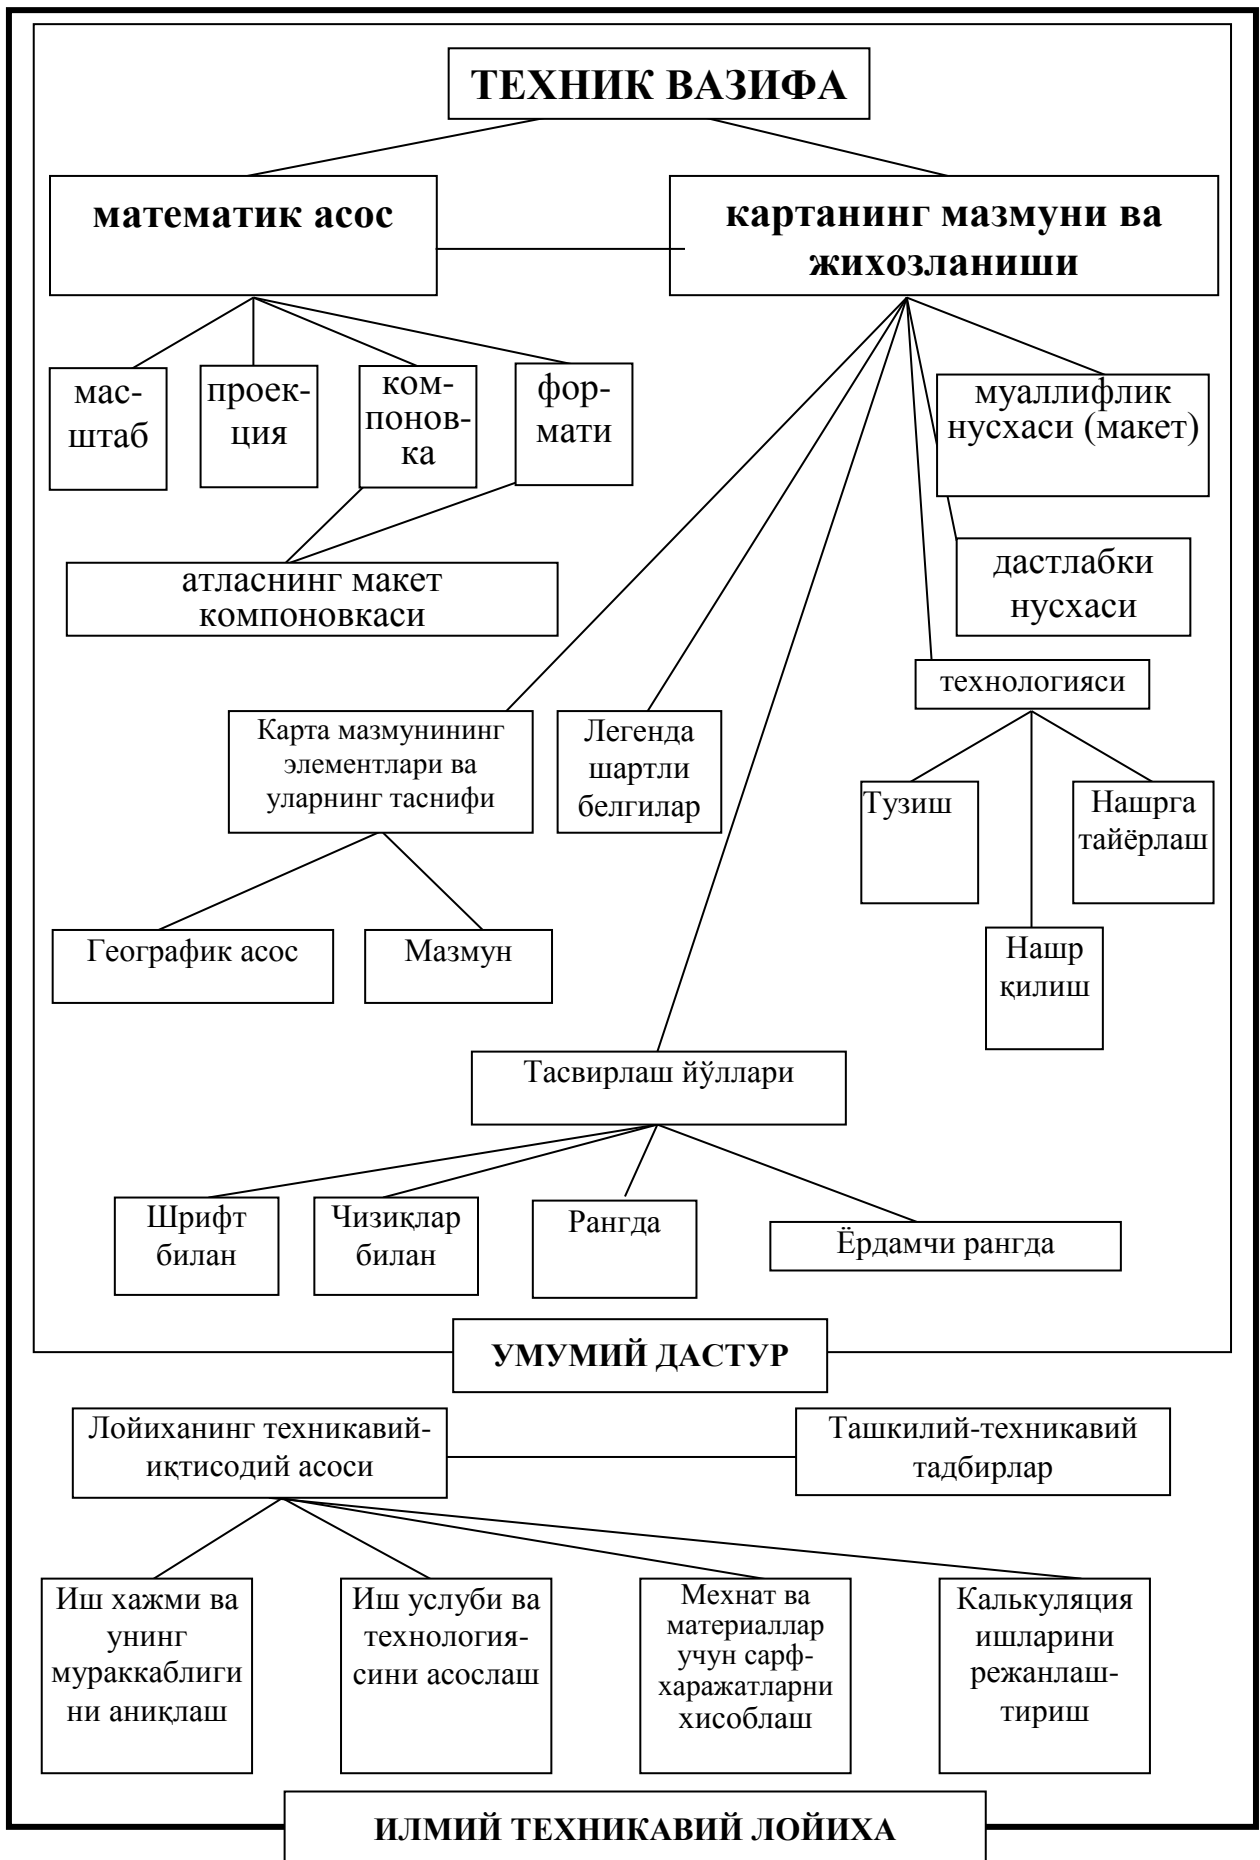 ТЕХНИК ВАЗИФА
математик асос
картанинг мазмуни ва
жихозланиши
мас-
штаб
проек-
ция
ком-
понов-
ка
фор-
мати
муаллифлик
нусхаси (макет)
атласнинг макет
компоновкаси
дастлабки
нусхаси
технологияси
Карта мазмунининг
элементлари ва
уларнинг таснифи
Легенда
шартли
белгилар
Тузиш
Нашрга
тайёрлаш
Географик асос
Мазмун
Нашр
қилиш
Тасвирлаш йўллари
Шрифт
билан
Чизиқлар
билан
Рангда
Ёрдамчи рангда
УМУМИЙ ДАСТУР
Лойиханинг техникавий-
иқтисодий асоси
Ташкилий-техникавий
тадбирлар
Иш хажми ва
унинг
мураккаблиги
ни аниқлаш
Иш услуби ва
технология-
сини асослаш
Мехнат ва
материаллар
учун сарф-
харажатларни
хисоблаш
Калькуляция
ишларини
режанлаш-
тириш
ИЛМИЙ ТЕХНИКАВИЙ ЛОЙИХА